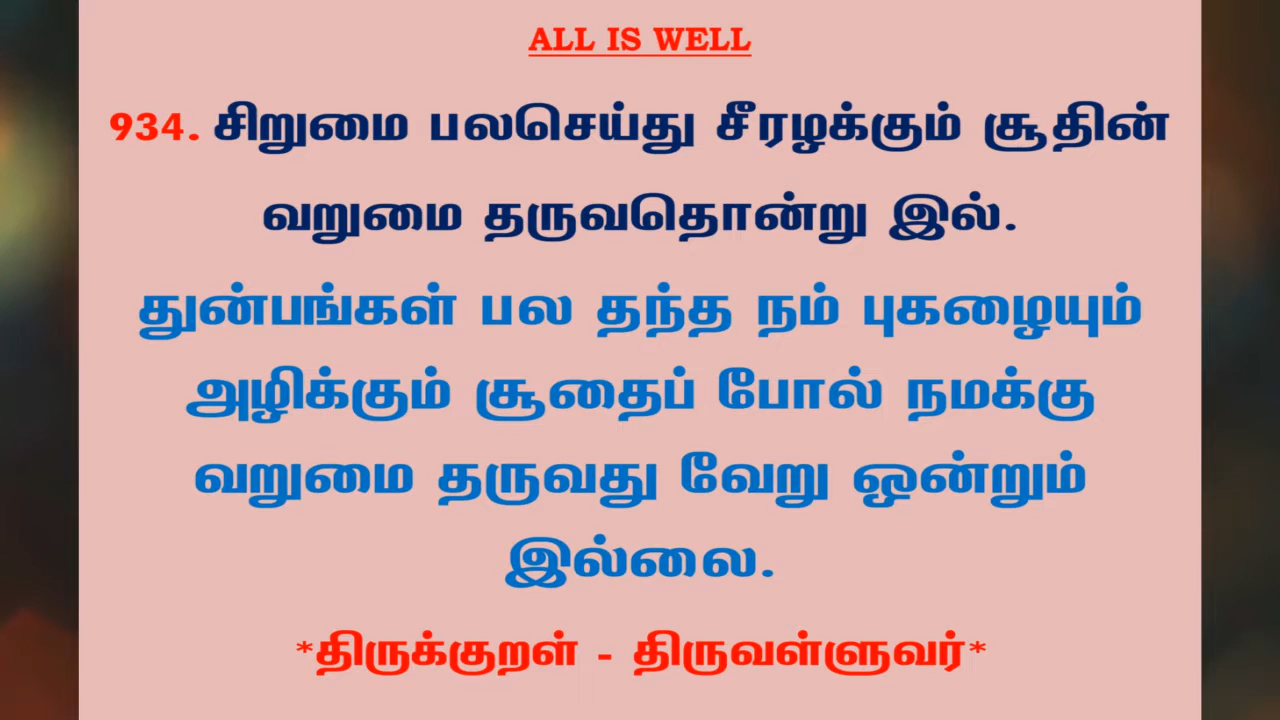 ALL IS WELL
934. சிறுமை பலசெய்து சீரழக்கும் சூதின்
வறுமை தருவதொன்று இல்.
துன்பங்கள் பல தந்த நம் புகழையும்
அழிக்கும் சூதைப் போல் நமக்கு
வறுமை தருவது வேறு ஒன்றும்
இல்லை.
*திருக்குறள் - திருவள்ளுவர்*